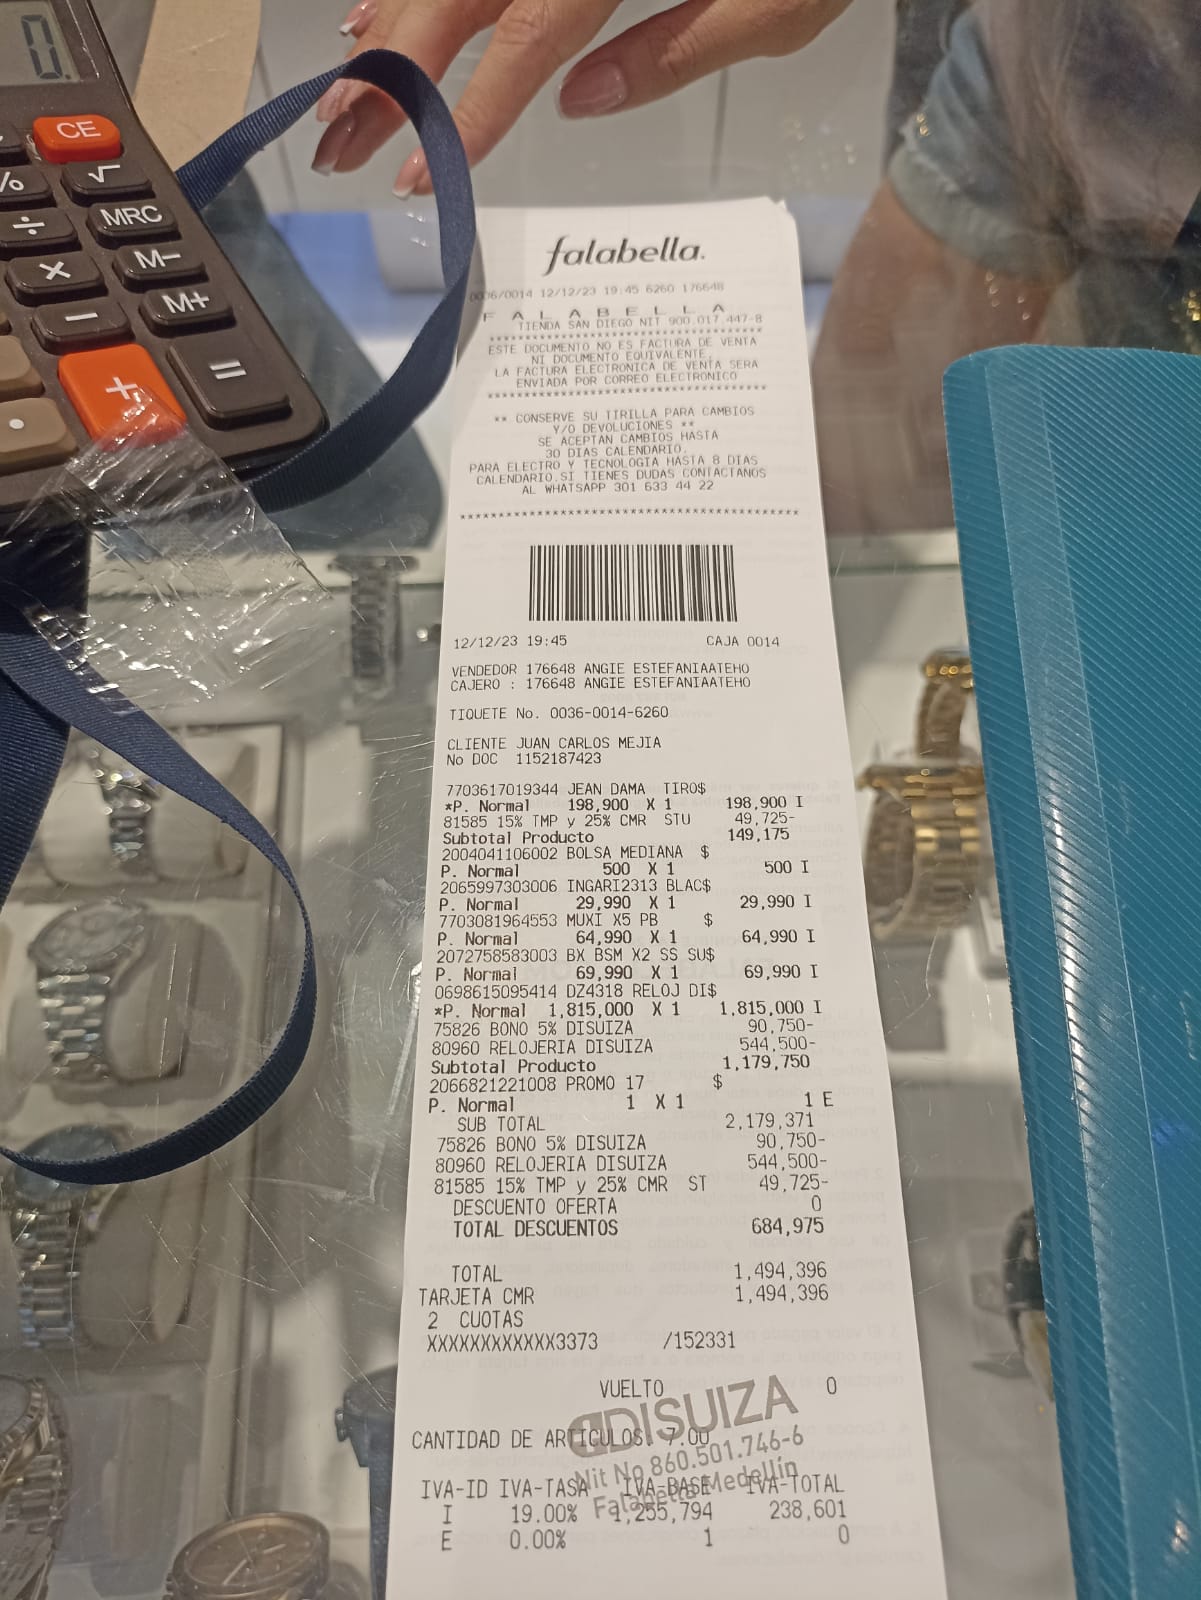 0.
CE
√
MRC
÷
M-
×
M+
−
=
+
falabella.
0036/0014 12/12/23 19:45 6260 176648
F A L A B E L L A
TIENDA SAN DIEGO NIT 900.017.447-8
ESTE DOCUMENTO NO ES FACTURA DE VENTA
NI DOCUMENTO EQUIVALENTE,
LA FACTURA ELECTRONICA DE VENTA SERA
ENVIADA POR CORREO ELECTRONICO
** CONSERVE SU TIRILLA PARA CAMBIOS
Y/O DEVOLUCIONES **
SE ACEPTAN CAMBIOS HASTA
30 DIAS CALENDARIO.
PARA ELECTRO Y TECNOLOGIA HASTA 8 DIAS
CALENDARIO.SI TIENES DUDAS CONTACTANOS
AL WHATSAPP 301 633 44 22
12/12/23 19:45 CAJA 0014
VENDEDOR 176648 ANGIE ESTEFANIAATEHO
CAJERO : 176648 ANGIE ESTEFANIAATEHO
TIQUETE No. 0036-0014-6260
CLIENTE JUAN CARLOS MEJIA
No DOC 1152187423
7703617019344 JEAN DAMA TIRO$
*P. Normal 198,900 X 1 198,900 I
81585 15% TMP y 25% CMR STU 49,725-
Subtotal Producto 149,175
2004041106002 BOLSA MEDIANA $
P. Normal 500 X 1 500 I
2065997303006 INGARI2313 BLAC$
P. Normal 29,990 X 1 29,990 I
7703081964553 MUXI X5 PB $
P. Normal 64,990 X 1 64,990 I
2072758583003 BX BSM X2 SS SU$
P. Normal 69,990 X 1 69,990 I
0698615095414 DZ4318 RELOJ DI$
*P. Normal 1,815,000 X 1 1,815,000 I
75826 BONO 5% DISUIZA 90,750-
80960 RELOJERIA DISUIZA 544,500-
Subtotal Producto 1,179,750
2066821221008 PROMO 17 $
P. Normal 1 X 1 1 E
SUB TOTAL 2,179,371
75826 BONO 5% DISUIZA 90,750-
80960 RELOJERIA DISUIZA 544,500-
81585 15% TMP y 25% CMR ST 49,725-
DESCUENTO OFERTA 0
TOTAL DESCUENTOS 684,975
TOTAL 1,494,396
TARJETA CMR 1,494,396
2 CUOTAS
XXXXXXXXXXXX3373 /152331
VUELTO 0
DISUIZA
CANTIDAD DE ARTICULOS: 7.00
Nit No 860.501.746-6
Falabella Medellín
IVA-ID IVA-TASA IVA-BASE IVA-TOTAL
I 19.00% 1,255,794 238,601
E 0.00% 1 0